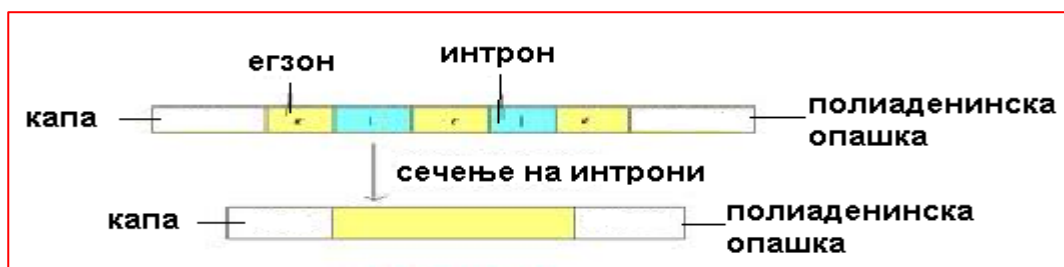 егзон
интрон
капа
полиаденинска
опашка
сечење на интрони
капа
полиаденинска
опашка